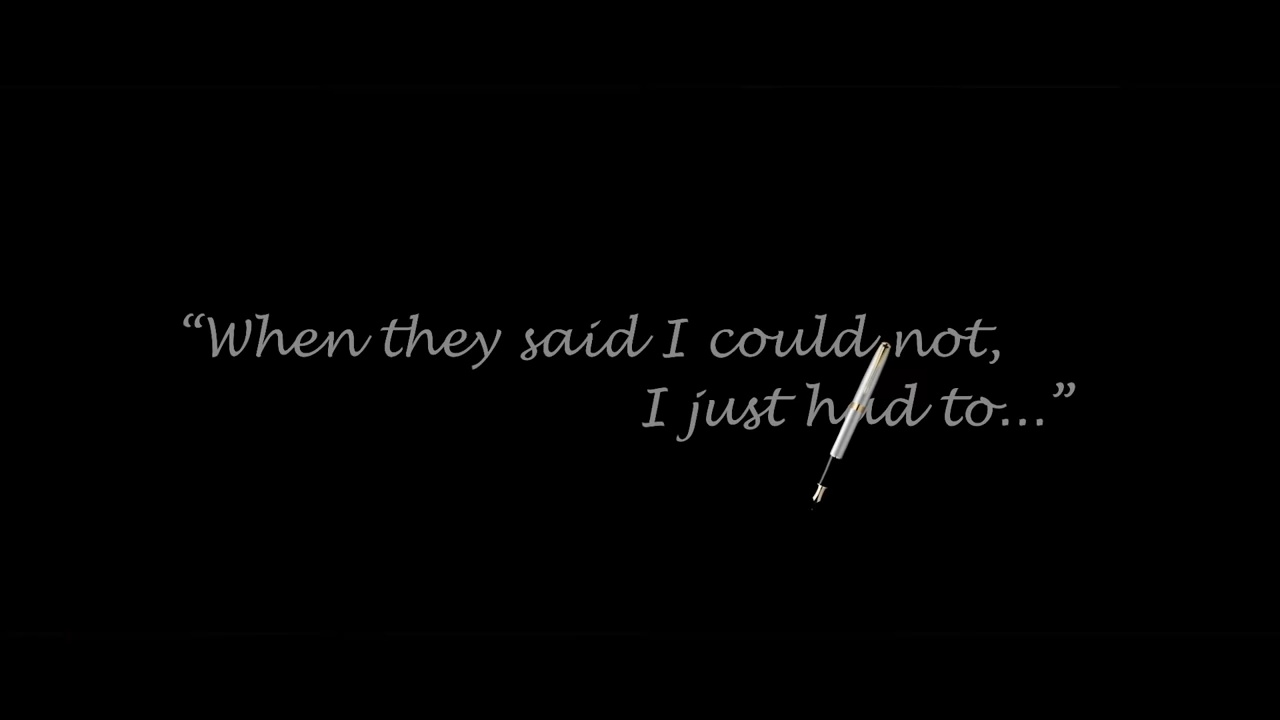 “When they said I could not,
I just had to...”